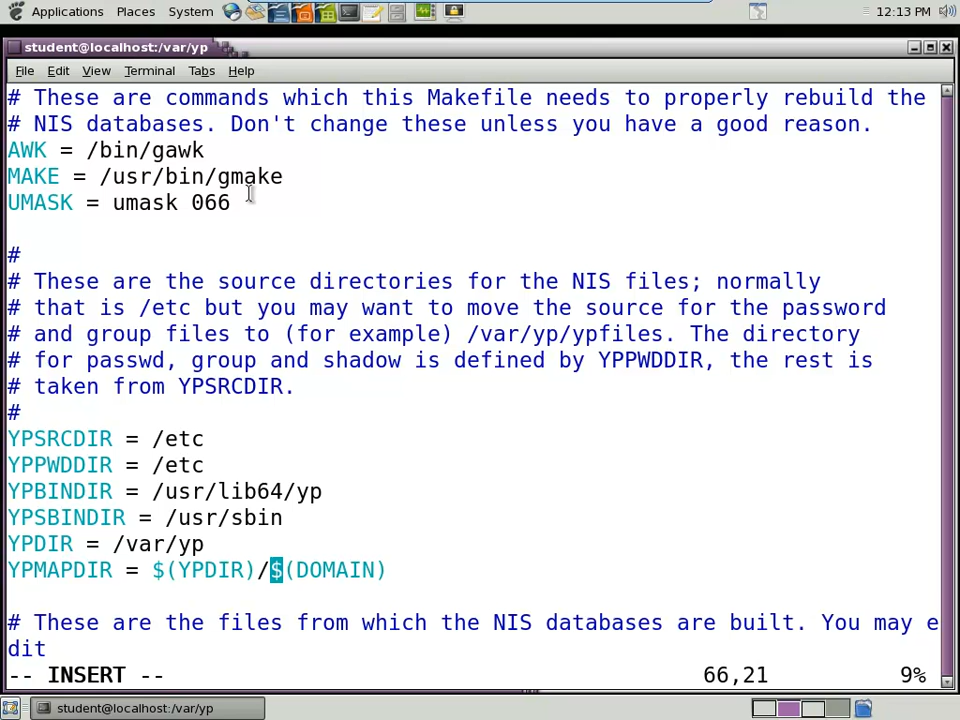 Applications Places System 12:13 PM
student@localhost:/var/yp
File Edit View Terminal Tabs Help
# These are commands which this Makefile needs to properly rebuild the
# NIS databases. Don't change these unless you have a good reason.
AWK = /bin/gawk
MAKE = /usr/bin/gmake
UMASK = umask 066
#
# These are the source directories for the NIS files; normally
# that is /etc but you may want to move the source for the password
# and group files to (for example) /var/yp/ypfiles. The directory
# for passwd, group and shadow is defined by YPPWDDIR, the rest is
# taken from YPSRCDIR.
#
YPSRCDIR = /etc
YPPWDDIR = /etc
YPBINDIR = /usr/lib64/yp
YPSBINDIR = /usr/sbin
YPDIR = /var/yp
YPMAPDIR = $(YPDIR)/$(DOMAIN)
# These are the files from which the NIS databases are built. You may e
dit
-- INSERT -- 66,21 9%
student@localhost:/var/yp